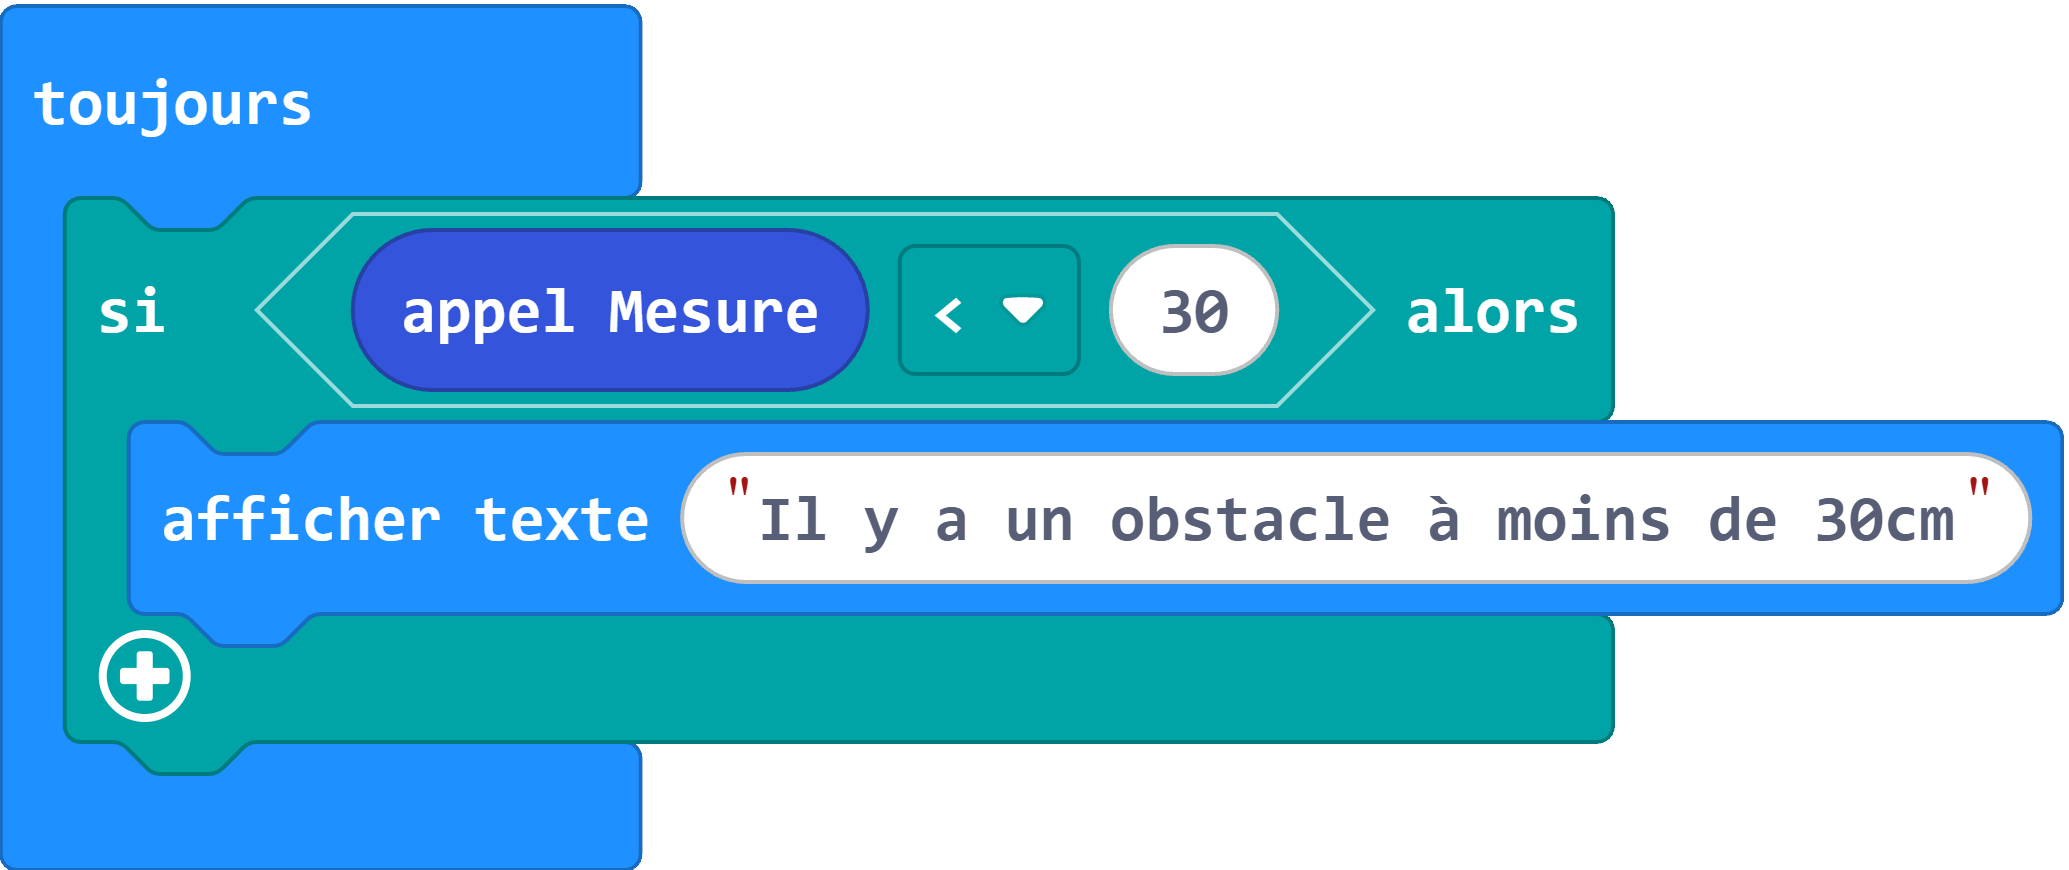 toujours
si appel Mesure < 30 alors
afficher texte "Il y a un obstacle à moins de 30cm"